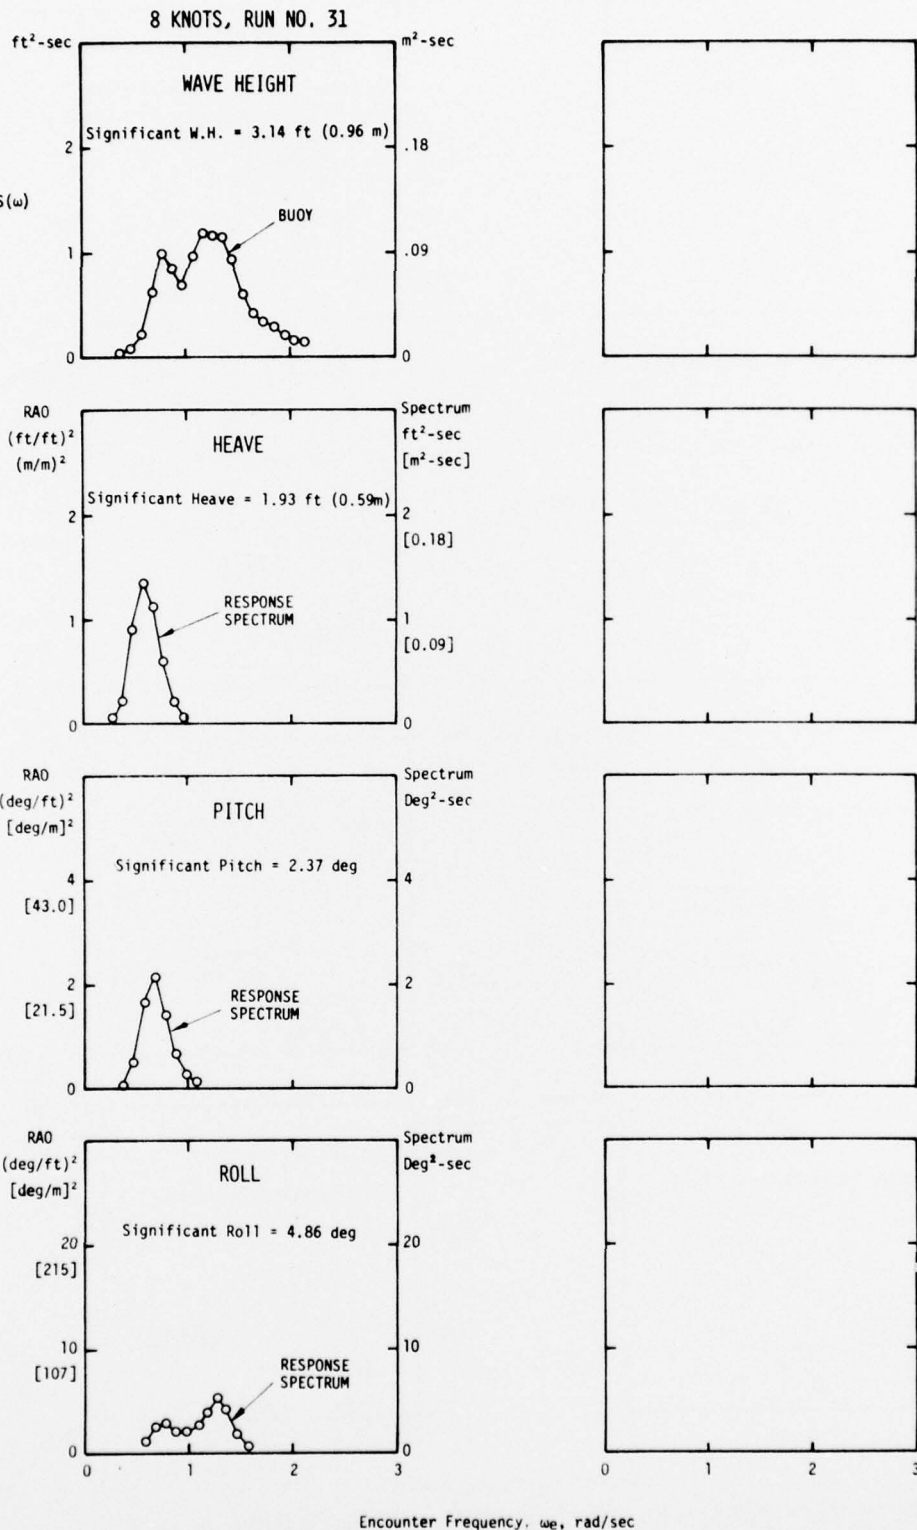 8 KNOTS, RUN NO. 31
ft²-sec
m²-sec
WAVE HEIGHT
Significant W.H. = 3.14 ft (0.96 m)
2
.18
S(ω)
BUOY
1
.09
0
0
RAO
(ft/ft)²
(m/m)²
Spectrum
ft²-sec
[m²-sec]
HEAVE
Significant Heave = 1.93 ft (0.59m)
2
2
[0.18]
RESPONSE
SPECTRUM
1
1
[0.09]
0
0
RAO
(deg/ft)²
[deg/m]²
Spectrum
Deg²-sec
PITCH
Significant Pitch = 2.37 deg
4
[43.0]
4
2
[21.5]
2
RESPONSE
SPECTRUM
0
0
RAO
(deg/ft)²
[deg/m]²
Spectrum
Deg²-sec
ROLL
Significant Roll = 4.86 deg
20
[215]
20
10
[107]
10
RESPONSE
SPECTRUM
0
0
0 1 2 3
0 1 2 3
Encounter Frequency. ωe, rad/sec